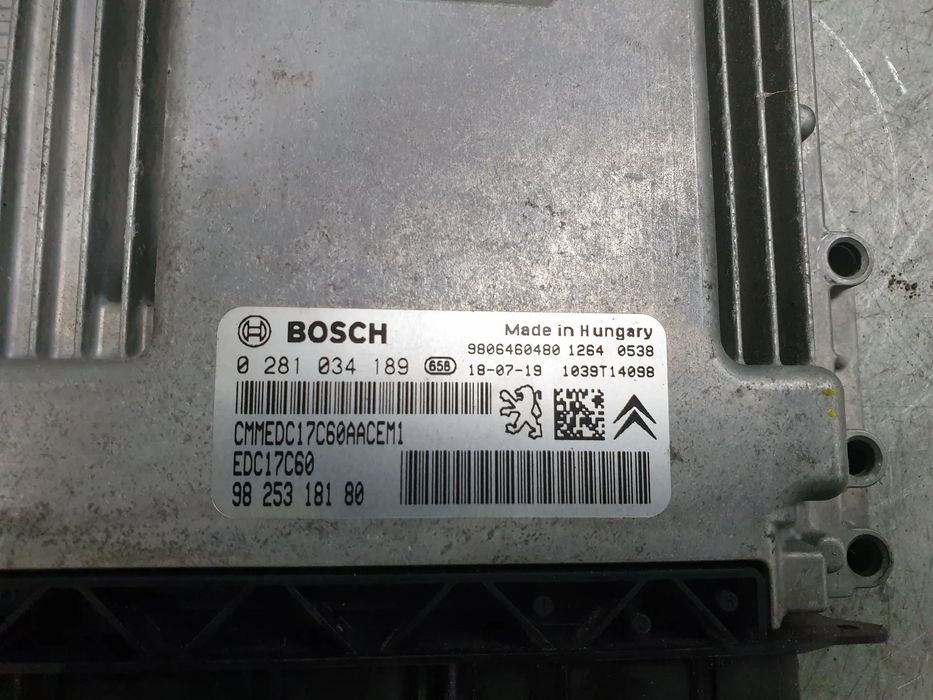 BOSCH
Made in Hungary
9806460480 1264 0538
0 281 034 189 658 18-07-19 1039T14098
CMMEDC17C60AACEM1
EDC17C60
98 253 181 80